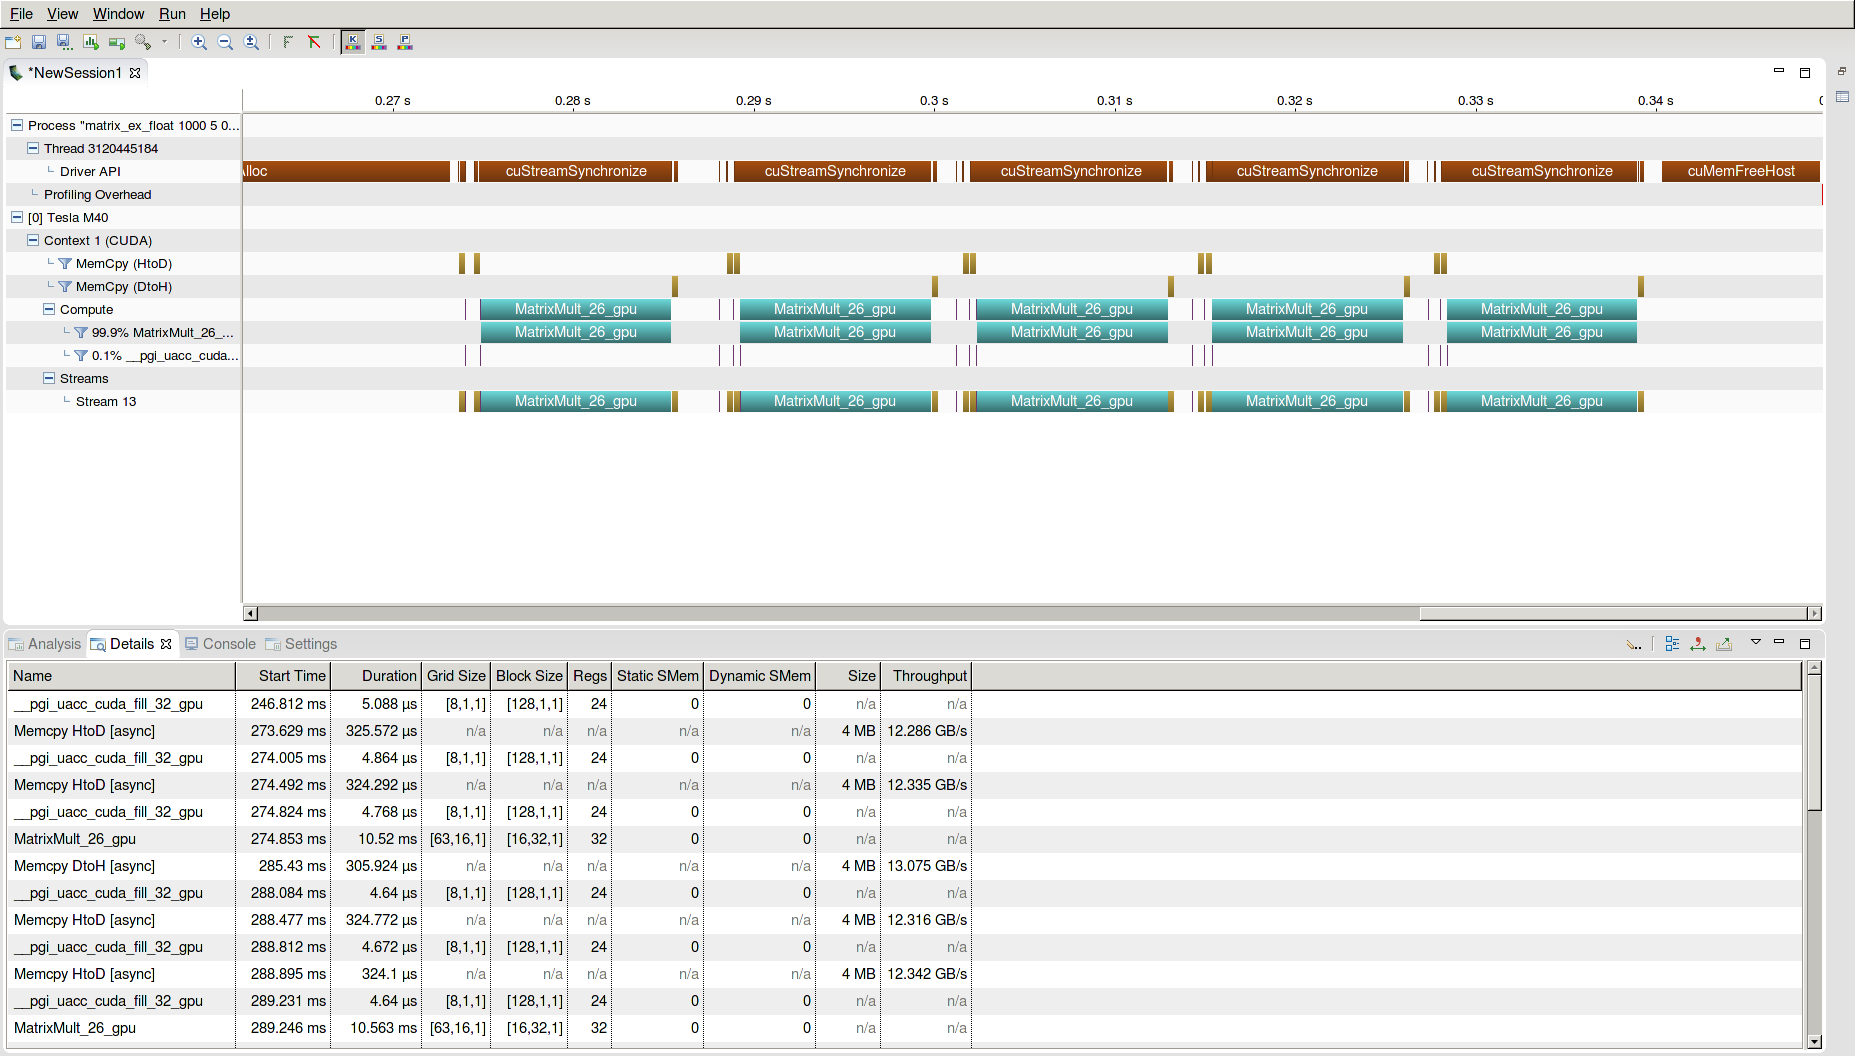 File View Window Run Help
K S P
*NewSession1
0.27 s 0.28 s 0.29 s 0.3 s 0.31 s 0.32 s 0.33 s 0.34 s
Process "matrix_ex_float 1000 5 0...
Thread 3120445184
Driver API cuStreamSynchronize cuStreamSynchronize cuStreamSynchronize cuStreamSynchronize cuStreamSynchronize cuMemFreeHost
Profiling Overhead
[0] Tesla M40
Context 1 (CUDA)
MemCpy (HtoD)
MemCpy (DtoH)
Compute MatrixMult_26_gpu MatrixMult_26_gpu MatrixMult_26_gpu MatrixMult_26_gpu MatrixMult_26_gpu
99.9% MatrixMult_26_... MatrixMult_26_gpu MatrixMult_26_gpu MatrixMult_26_gpu MatrixMult_26_gpu MatrixMult_26_gpu
0.1% __pgi_uacc_cuda...
Streams
Stream 13 MatrixMult_26_gpu MatrixMult_26_gpu MatrixMult_26_gpu MatrixMult_26_gpu MatrixMult_26_gpu
Analysis Details Console Settings
Name Start Time Duration Grid Size Block Size Regs Static SMem Dynamic SMem Size Throughput
__pgi_uacc_cuda_fill_32_gpu 246.812 ms 5.088 µs [8,1,1] [128,1,1] 24 0 0 n/a n/a
Memcpy HtoD [async] 273.629 ms 325.572 µs n/a n/a n/a n/a n/a 4 MB 12.286 GB/s
__pgi_uacc_cuda_fill_32_gpu 274.005 ms 4.864 µs [8,1,1] [128,1,1] 24 0 0 n/a n/a
Memcpy HtoD [async] 274.492 ms 324.292 µs n/a n/a n/a n/a n/a 4 MB 12.335 GB/s
__pgi_uacc_cuda_fill_32_gpu 274.824 ms 4.768 µs [8,1,1] [128,1,1] 24 0 0 n/a n/a
MatrixMult_26_gpu 274.853 ms 10.52 ms [63,16,1] [16,32,1] 32 0 0 n/a n/a
Memcpy DtoH [async] 285.43 ms 305.924 µs n/a n/a n/a n/a n/a 4 MB 13.075 GB/s
__pgi_uacc_cuda_fill_32_gpu 288.084 ms 4.64 µs [8,1,1] [128,1,1] 24 0 0 n/a n/a
Memcpy HtoD [async] 288.477 ms 324.772 µs n/a n/a n/a n/a n/a 4 MB 12.316 GB/s
__pgi_uacc_cuda_fill_32_gpu 288.812 ms 4.672 µs [8,1,1] [128,1,1] 24 0 0 n/a n/a
Memcpy HtoD [async] 288.895 ms 324.1 µs n/a n/a n/a n/a n/a 4 MB 12.342 GB/s
__pgi_uacc_cuda_fill_32_gpu 289.231 ms 4.64 µs [8,1,1] [128,1,1] 24 0 0 n/a n/a
MatrixMult_26_gpu 289.246 ms 10.563 ms [63,16,1] [16,32,1] 32 0 0 n/a n/a